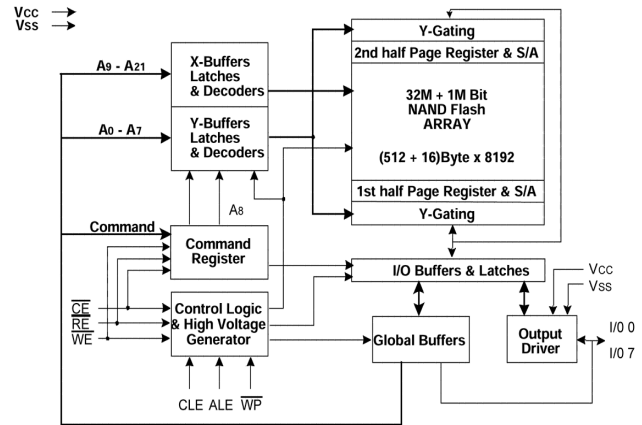 VCC
VSS
A9 - A21
X-Buffers
Latches
& Decoders
A0 - A7
Y-Buffers
Latches
& Decoders
A8
Command
Command
Register
CE
RE
WE
Control Logic
& High Voltage
Generator
CLE ALE WP
Y-Gating
2nd half Page Register & S/A
32M + 1M Bit
NAND Flash
ARRAY
(512 + 16)Byte x 8192
1st half Page Register & S/A
Y-Gating
I/O Buffers & Latches
VCC
VSS
Global Buffers
Output
Driver
I/0 0
I/0 7